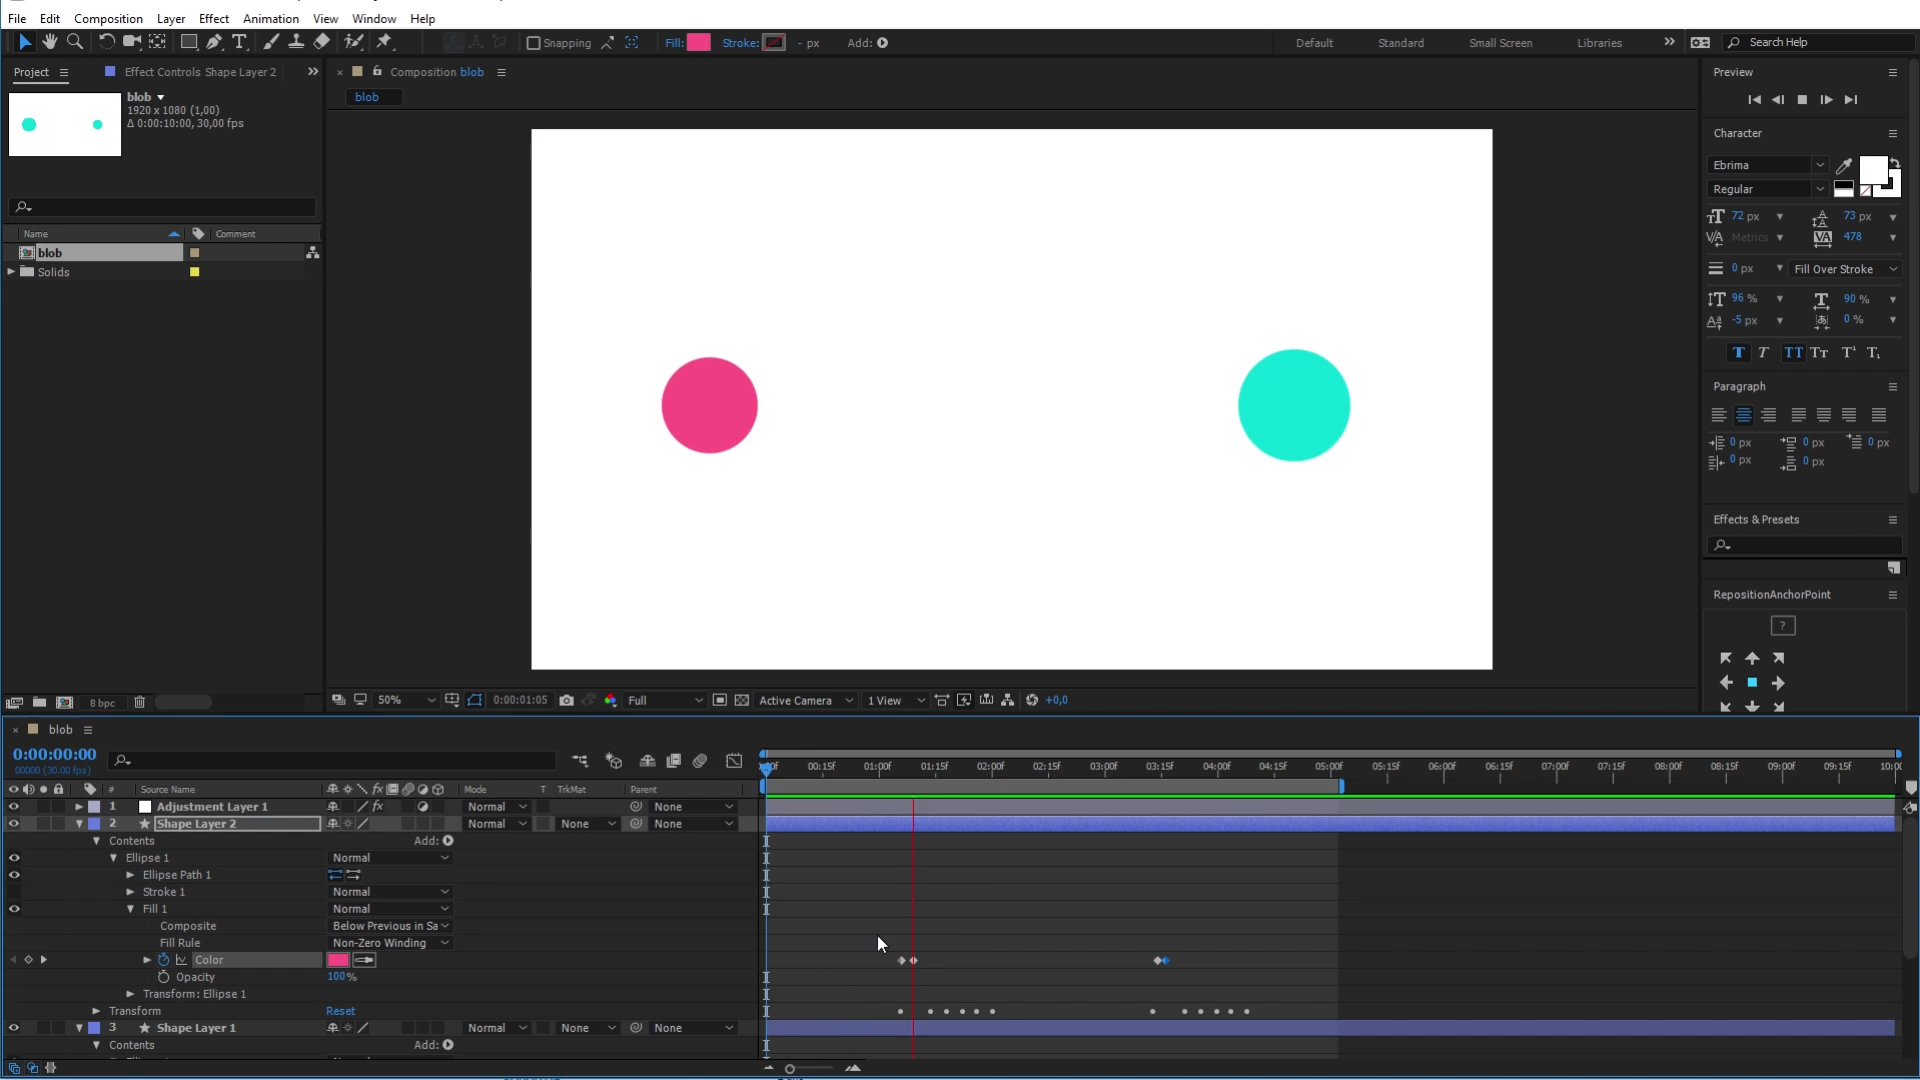 File Edit Composition Layer Effect Animation View Window Help
Snapping Fill: Stroke: - px Add: Default Standard Small Screen Libraries » Search Help
Project Effect Controls Shape Layer 2 »
× Composition blob
Preview
blob
1920 x 1080 (1,00)
Δ 0:00:10:00, 30,00 fps
blob
Character
Ebrima
Regular
72 px 73 px
Metrics 478
0 px Fill Over Stroke
96 % 90 %
-5 px 0 %
T T TT Tт T¹ T₁
Name Comment
blob
Solids
Paragraph
0 px 0 px 0 px
0 px 0 px
Effects & Presets
RepositionAnchorPoint
?
8 bpc
50% 0:00:01:05 Full Active Camera 1 View +0,0
× blob
0:00:00:00
00000 (30.00 fps)
00:15f 01:00f 01:15f 02:00f 02:15f 03:00f 03:15f 04:00f 04:15f 05:00f 05:15f 06:00f 06:15f 07:00f 07:15f 08:00f 08:15f 09:00f 09:15f 10:00
# Source Name Mode T TrkMat Parent
1 Adjustment Layer 1 fx Normal None
2 Shape Layer 2 Normal None None
Contents Add:
Ellipse 1 Normal
Ellipse Path 1
Stroke 1 Normal
Fill 1 Normal
Composite Below Previous in Sa
Fill Rule Non-Zero Winding
Color
Opacity 100%
Transform: Ellipse 1
Transform Reset
3 Shape Layer 1 Normal None None
Contents Add: